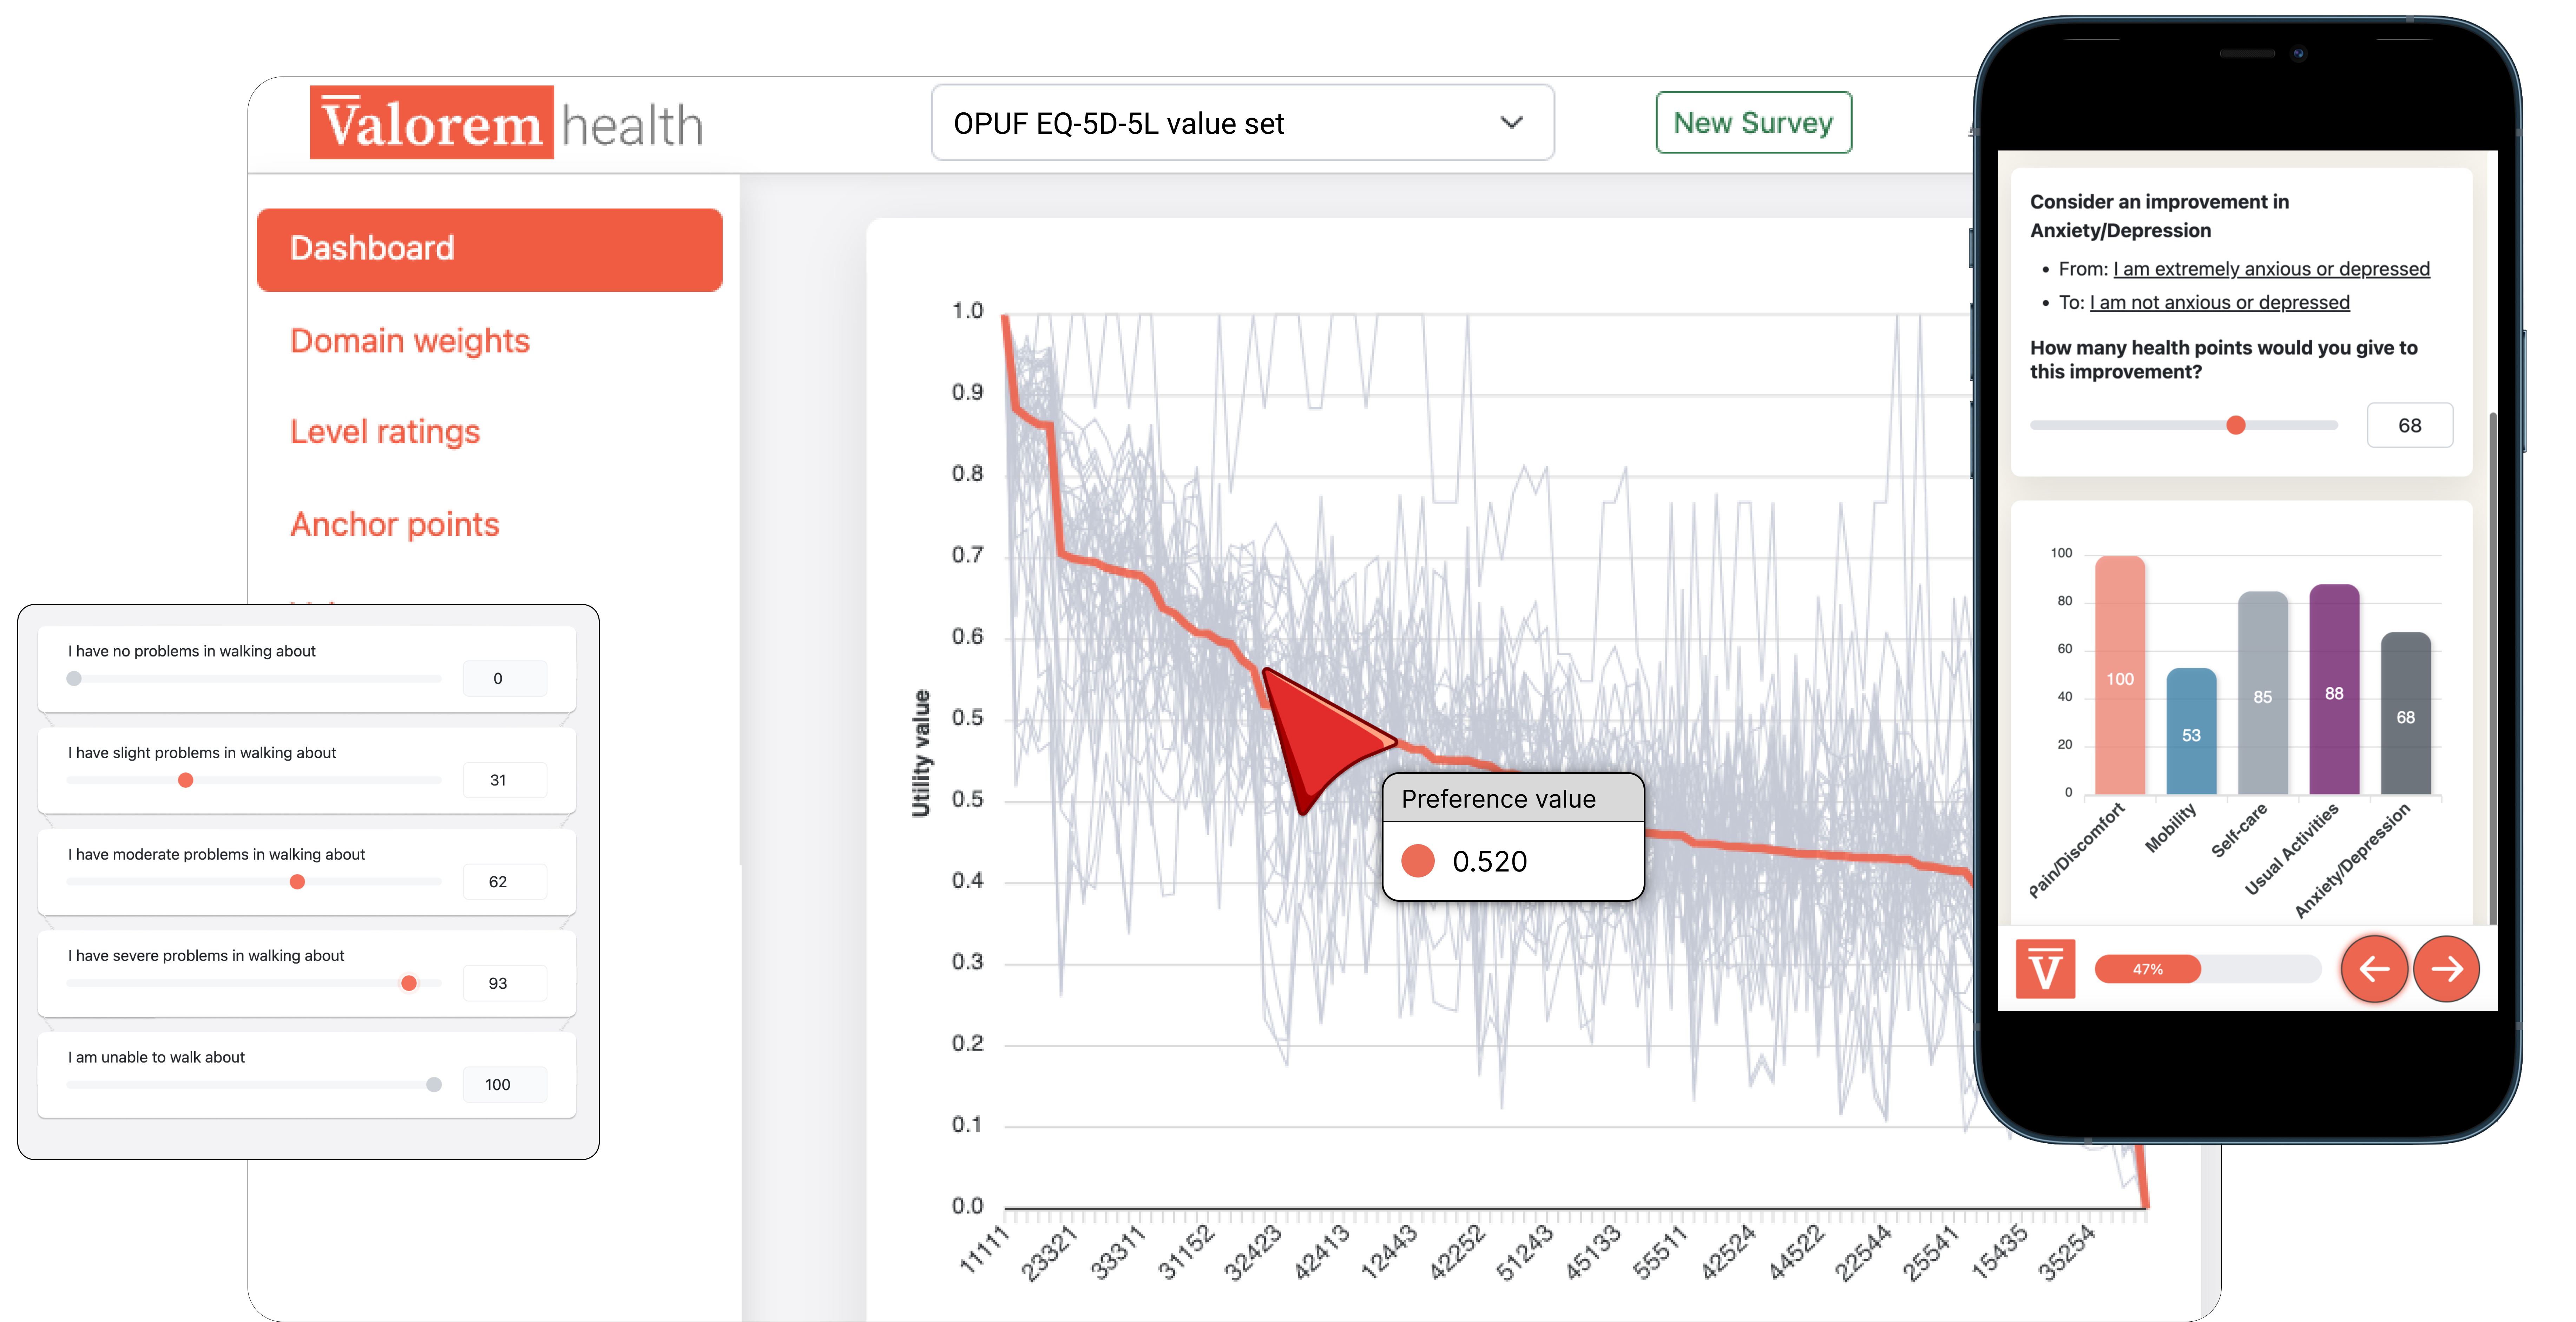 Valorem health
OPUF EQ-5D-5L value set
New Survey
Dashboard
Domain weights
Level ratings
Anchor points
I have no problems in walking about
0
I have slight problems in walking about
31
I have moderate problems in walking about
62
I have severe problems in walking about
93
I am unable to walk about
100
Utility value
1.0
0.9
0.8
0.7
0.6
0.5
0.5
0.4
0.3
0.2
0.1
0.0
11111
23321
33311
31152
32423
42413
12443
42252
51243
45133
55511
42524
44522
22544
25541
15435
35254
Preference value
0.520
Consider an improvement in
Anxiety/Depression
• From: I am extremely anxious or depressed
• To: I am not anxious or depressed
How many health points would you give to
this improvement?
68
100
80
60
40
20
0
100
53
85
88
68
Pain/Discomfort
Mobility
Self-care
Usual Activities
Anxiety/Depression
V
47%